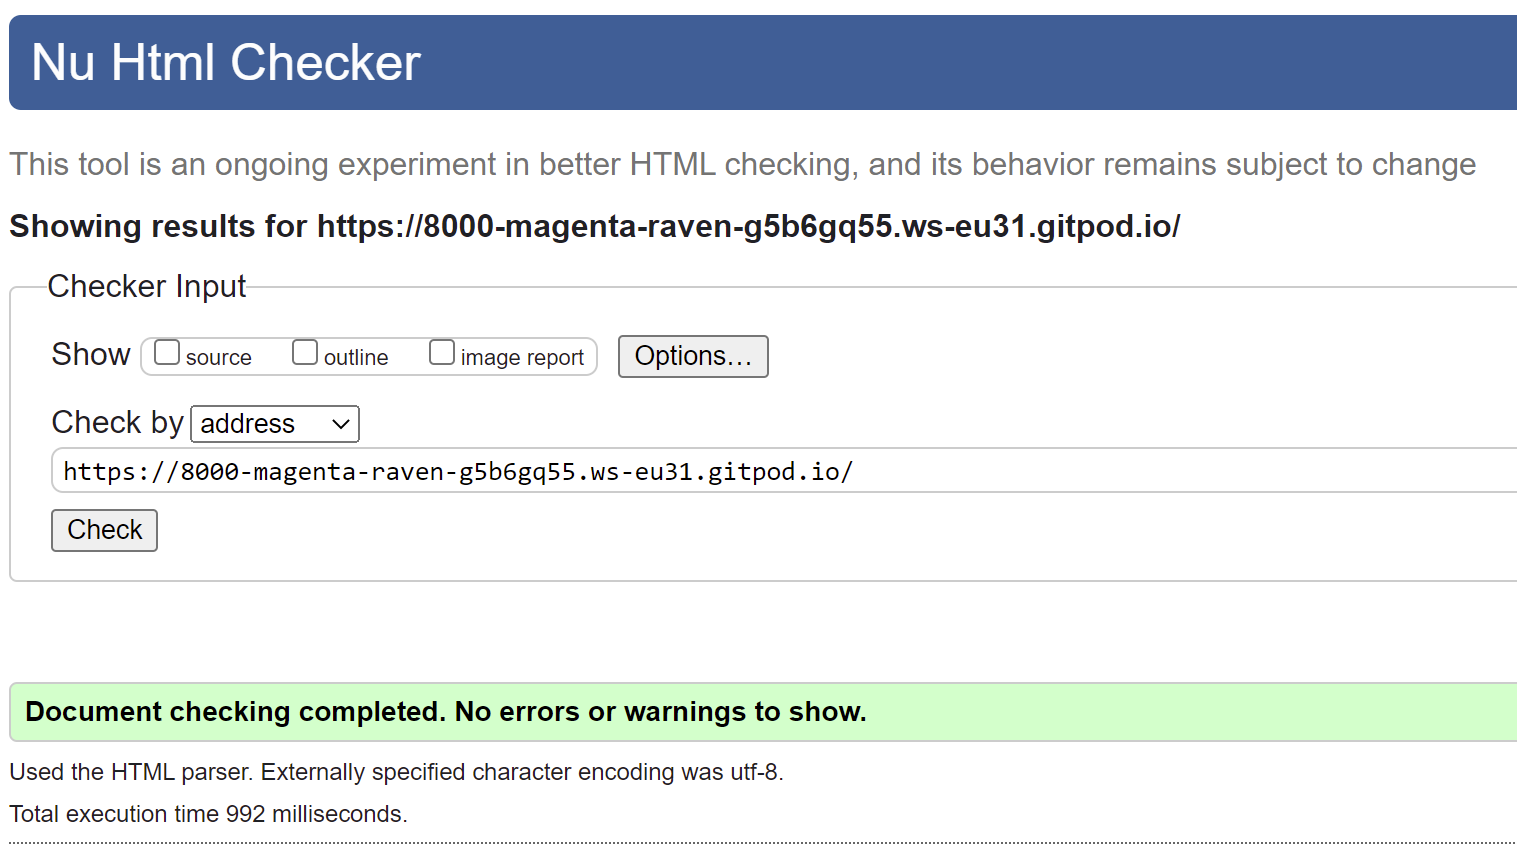 Nu Html Checker
This tool is an ongoing experiment in better HTML checking, and its behavior remains subject to change
Showing results for https://8000-magenta-raven-g5b6gq55.ws-eu31.gitpod.io/
Checker Input
Show source outline image report Options…
Check by address
https://8000-magenta-raven-g5b6gq55.ws-eu31.gitpod.io/
Check
Document checking completed. No errors or warnings to show.
Used the HTML parser. Externally specified character encoding was utf-8.
Total execution time 992 milliseconds.